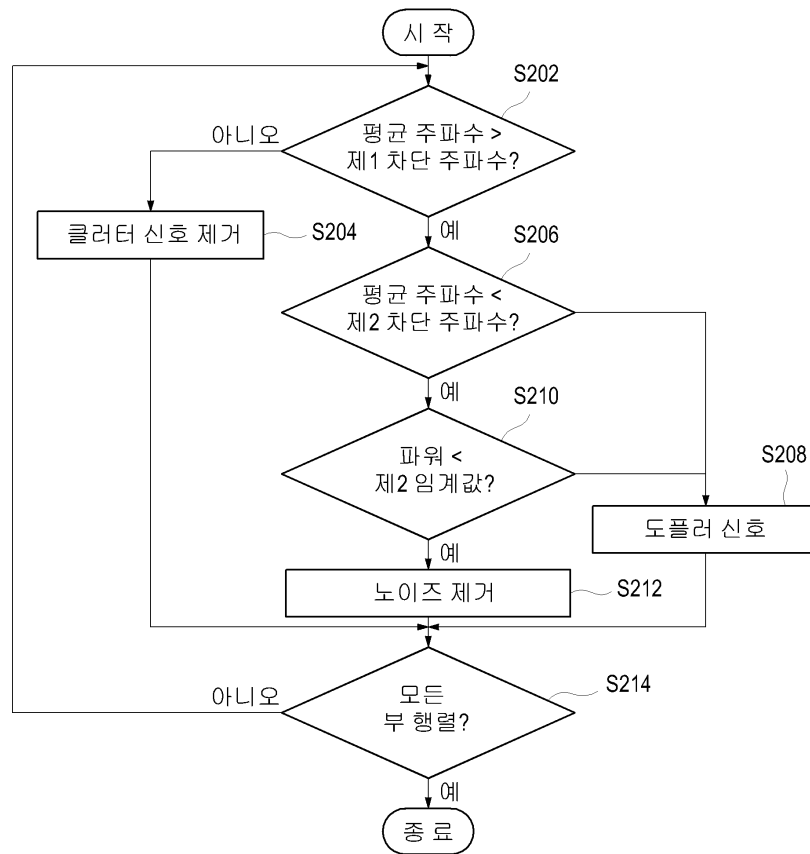 시 작
S202
평균 주파수 >
제1 차단 주파수?
아니오
예
클러터 신호 제거
S204
S206
평균 주파수 <
제2 차단 주파수?
예
S210
파워 <
제2 임계값?
S208
도플러 신호
예
노이즈 제거
S212
아니오
모든
부 행렬?
S214
예
종 료